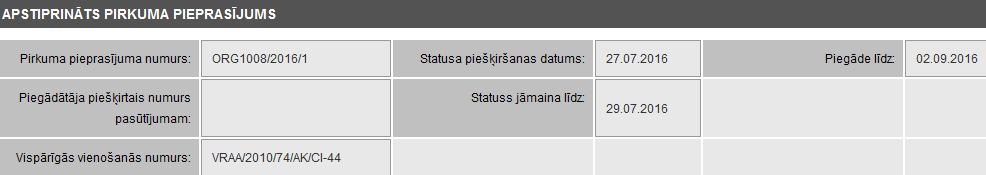 APSTIPRINĀTS PIRKUMA PIEPRASĪJUMS
Pirkuma pieprasījuma numurs: ORG1008/2016/1 Statusa piešķiršanas datums: 27.07.2016 Piegāde līdz: 02.09.2016
Piegādātāja piešķirtais numurs
pasūtījumam:
Statuss jāmaina līdz: 29.07.2016
Vispārīgās vienošanās numurs: VRAA/2010/74/AK/CI-44